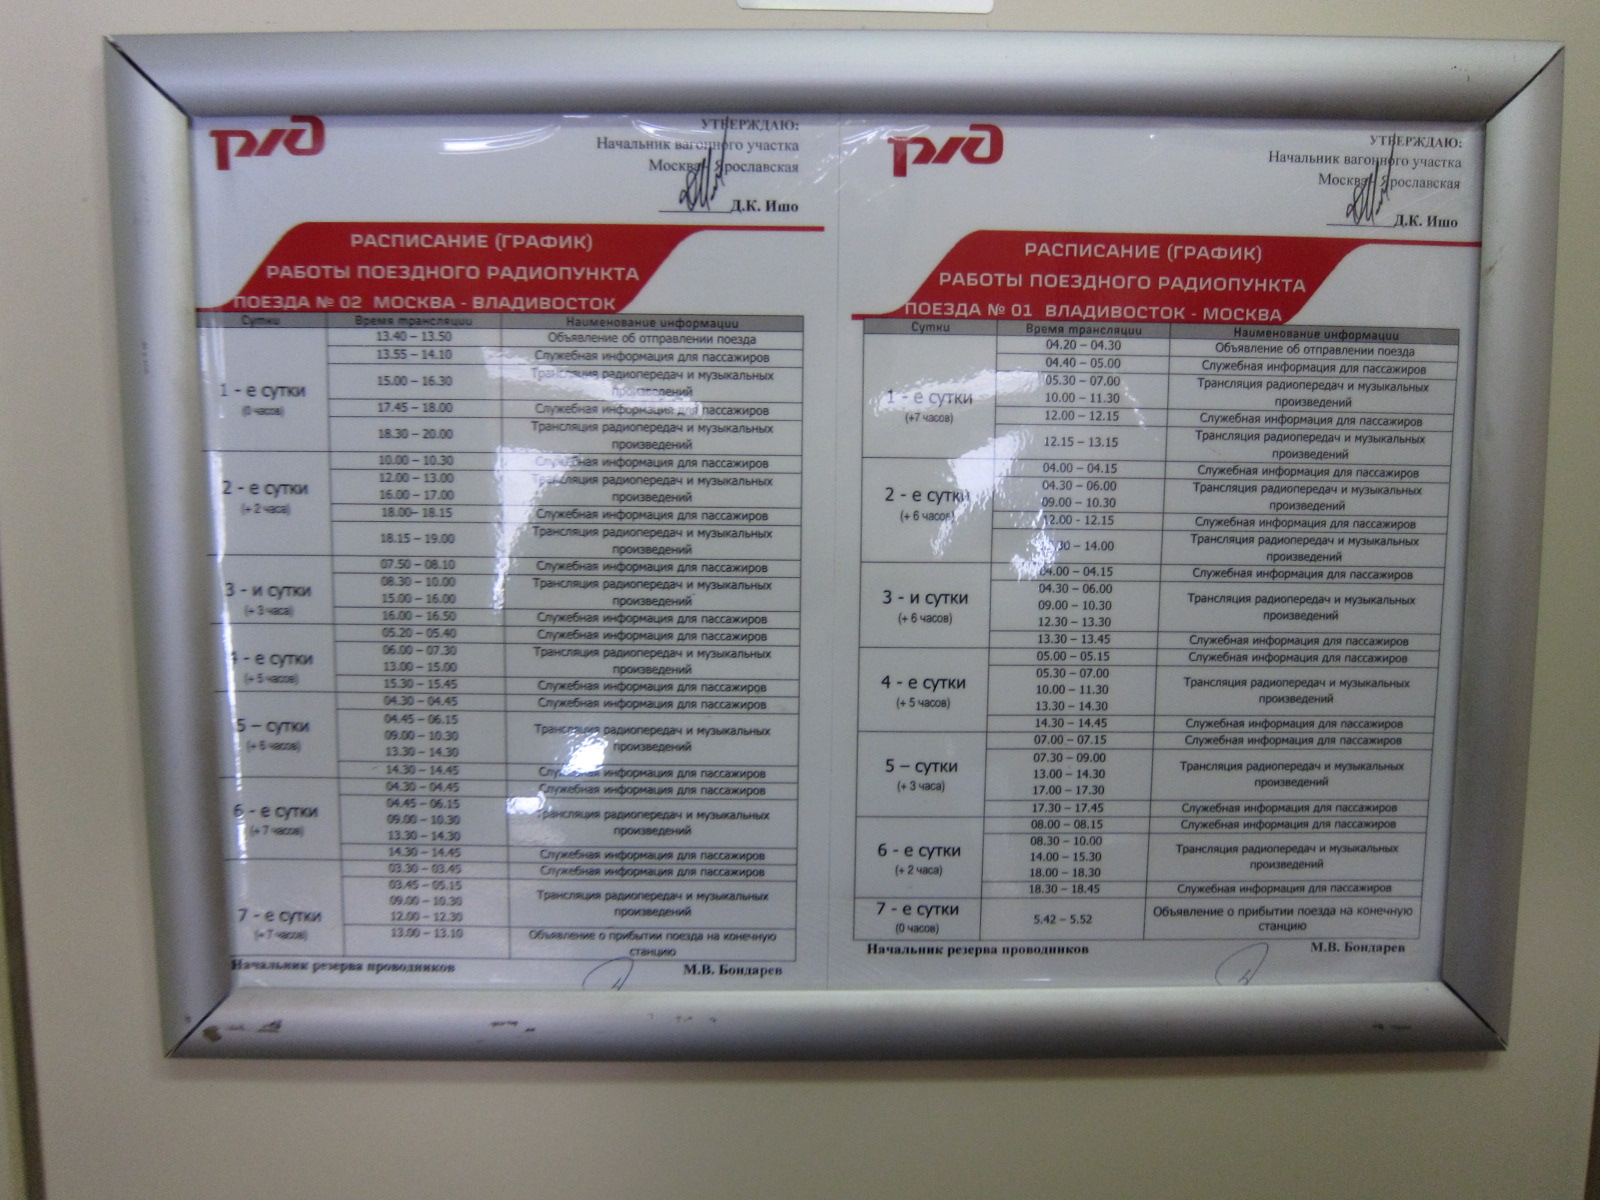 ржд
УТВЕРЖДАЮ:
Начальник вагонного участка
Москва Ярославская
Д.К. Ишо
РАСПИСАНИЕ (ГРАФИК)
РАБОТЫ ПОЕЗДНОГО РАДИОПУНКТА
ПОЕЗДА № 02 МОСКВА - ВЛАДИВОСТОК
Сутки Время трансляции Наименование информации
1 - е сутки
(0 часов)
13.40 – 13.50 Объявление об отправлении поезда
13.55 – 14.10 Служебная информация для пассажиров
15.00 – 16.30 Трансляция радиопередач и музыкальных
произведений
17.45 – 18.00 Служебная информация для пассажиров
18.30 – 20.00 Трансляция радиопередач и музыкальных
произведений
2 - е сутки
(+ 2 часа)
10.00 – 10.30 Служебная информация для пассажиров
12.00 – 13.00 Трансляция радиопередач и музыкальных
16.00 – 17.00 произведений
18.00– 18.15 Служебная информация для пассажиров
18.15 – 19.00 Трансляция радиопередач и музыкальных
произведений
3 - и сутки
(+ 3 часа)
07.50 – 08.10 Служебная информация для пассажиров
08.30 – 10.00 Трансляция радиопередач и музыкальных
15.00 – 16.00 произведений
16.00 – 16.50 Служебная информация для пассажиров
4 - е сутки
(+ 5 часов)
05.20 – 05.40 Служебная информация для пассажиров
06.00 – 07.30 Трансляция радиопередач и музыкальных
13.00 – 15.00 произведений
15.30 – 15.45 Служебная информация для пассажиров
5 – сутки
(+ 6 часов)
04.30 – 04.45 Служебная информация для пассажиров
04.45 – 06.15
09.00 – 10.30 Трансляция радиопередач и музыкальных
13.30 – 14.30 произведений
14.30 – 14.45 Служебная информация для пассажиров
6 - е сутки
(+ 7 часов)
04.30 – 04.45 Служебная информация для пассажиров
04.45 – 06.15
09.00 – 10.30 Трансляция радиопередач и музыкальных
13.30 – 14.30 произведений
14.30 – 14.45 Служебная информация для пассажиров
7 - е сутки
(+ 7 часов)
03.30 – 03.45 Служебная информация для пассажиров
03.45 – 05.15
09.00 – 10.30 Трансляция радиопередач и музыкальных
12.00 – 12.30 произведений
13.00 – 13.10 Объявление о прибытии поезда на конечную
станцию
Начальник резерва проводников М.В. Бондарев
ржд
УТВЕРЖДАЮ:
Начальник вагонного участка
Москва Ярославская
Д.К. Ишо
РАСПИСАНИЕ (ГРАФИК)
РАБОТЫ ПОЕЗДНОГО РАДИОПУНКТА
ПОЕЗДА № 01 ВЛАДИВОСТОК - МОСКВА
Сутки Время трансляции Наименование информации
1 - е сутки
(+7 часов)
04.20 – 04.30 Объявление об отправлении поезда
04.40 – 05.00 Служебная информация для пассажиров
05.30 – 07.00 Трансляция радиопередач и музыкальных
10.00 – 11.30 произведений
12.00 – 12.15 Служебная информация для пассажиров
12.15 – 13.15 Трансляция радиопередач и музыкальных
произведений
2 - е сутки
(+ 6 часов)
04.00 – 04.15 Служебная информация для пассажиров
04.30 – 06.00 Трансляция радиопередач и музыкальных
09.00 – 10.30 произведений
12.00 - 12.15 Служебная информация для пассажиров
– 14.00 Трансляция радиопередач и музыкальных
произведений
3 - и сутки
(+ 6 часов)
04.00 – 04.15 Служебная информация для пассажиров
04.30 – 06.00
09.00 – 10.30 Трансляция радиопередач и музыкальных
12.30 – 13.30 произведений
13.30 – 13.45 Служебная информация для пассажиров
4 - е сутки
(+ 5 часов)
05.00 – 05.15 Служебная информация для пассажиров
05.30 – 07.00
10.00 – 11.30 Трансляция радиопередач и музыкальных
13.30 – 14.30 произведений
14.30 – 14.45 Служебная информация для пассажиров
5 – сутки
(+ 3 часа)
07.00 – 07.15 Служебная информация для пассажиров
07.30 – 09.00
13.00 – 14.30 Трансляция радиопередач и музыкальных
17.00 – 17.30 произведений
17.30 – 17.45 Служебная информация для пассажиров
6 - е сутки
(+ 2 часа)
08.00 – 08.15 Служебная информация для пассажиров
08.30 – 10.00
14.00 – 15.30 Трансляция радиопередач и музыкальных
18.00 – 18.30 произведений
18.30 – 18.45 Служебная информация для пассажиров
7 - е сутки
(0 часов)
5.42 – 5.52 Объявление о прибытии поезда на конечную
станцию
Начальник резерва проводников М.В. Бондарев